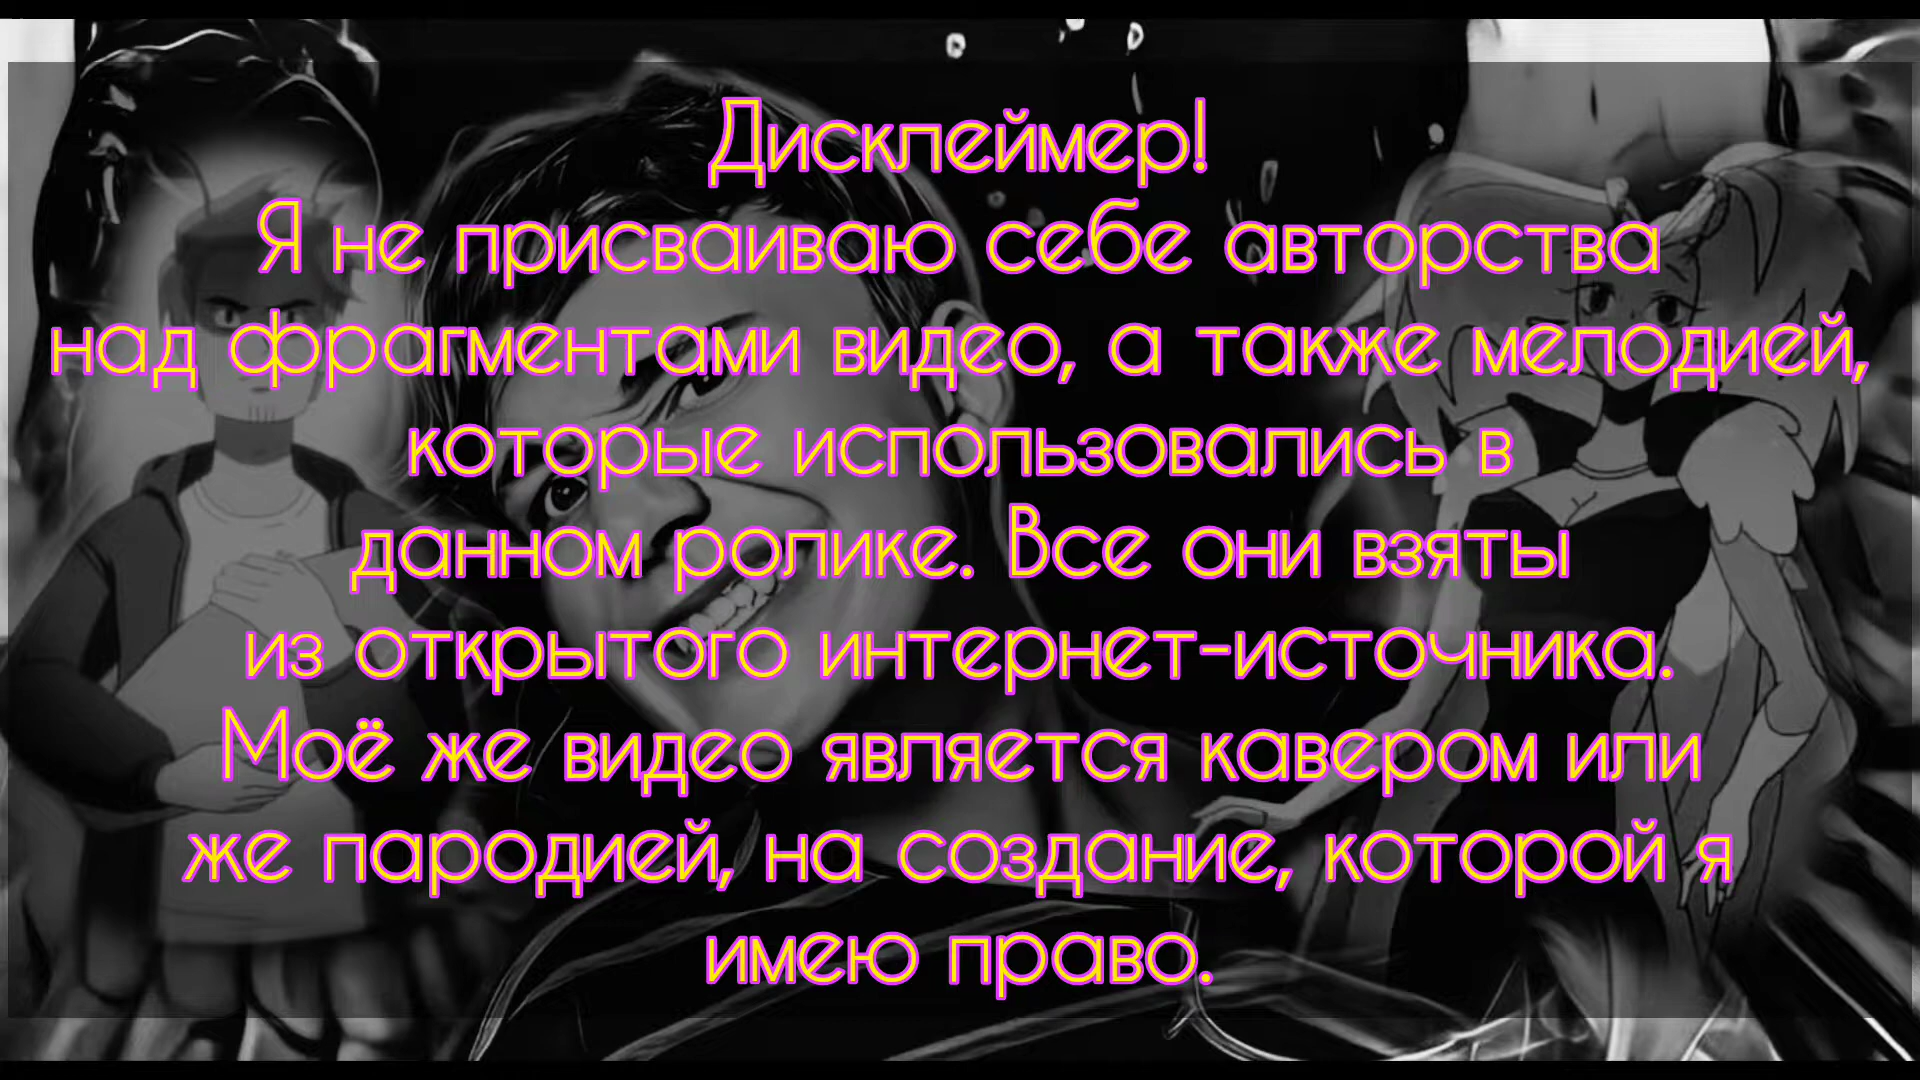 Дисклеймер!
Я не присваиваю себе авторства
над фрагментами видео, а также мелодией,
которые использовались в
данном ролике. Все они взяты
из открытого интернет-источника.
Моё же видео является кавером или
же пародией, на создание, которой я
имею право.